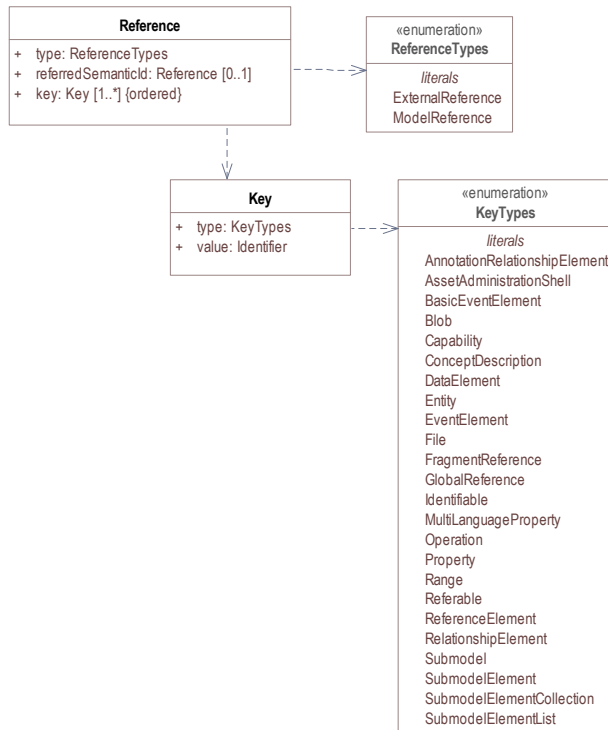 Reference
+ type: ReferenceTypes
+ referredSemanticId: Reference [0..1]
+ key: Key [1..*] {ordered}
«enumeration»
ReferenceTypes
literals
ExternalReference
ModelReference
Key
+ type: KeyTypes
+ value: Identifier
«enumeration»
KeyTypes
literals
AnnotationRelationshipElement
AssetAdministrationShell
BasicEventElement
Blob
Capability
ConceptDescription
DataElement
Entity
EventElement
File
FragmentReference
GlobalReference
Identifiable
MultiLanguageProperty
Operation
Property
Range
Referable
ReferenceElement
RelationshipElement
Submodel
SubmodelElement
SubmodelElementCollection
SubmodelElementList